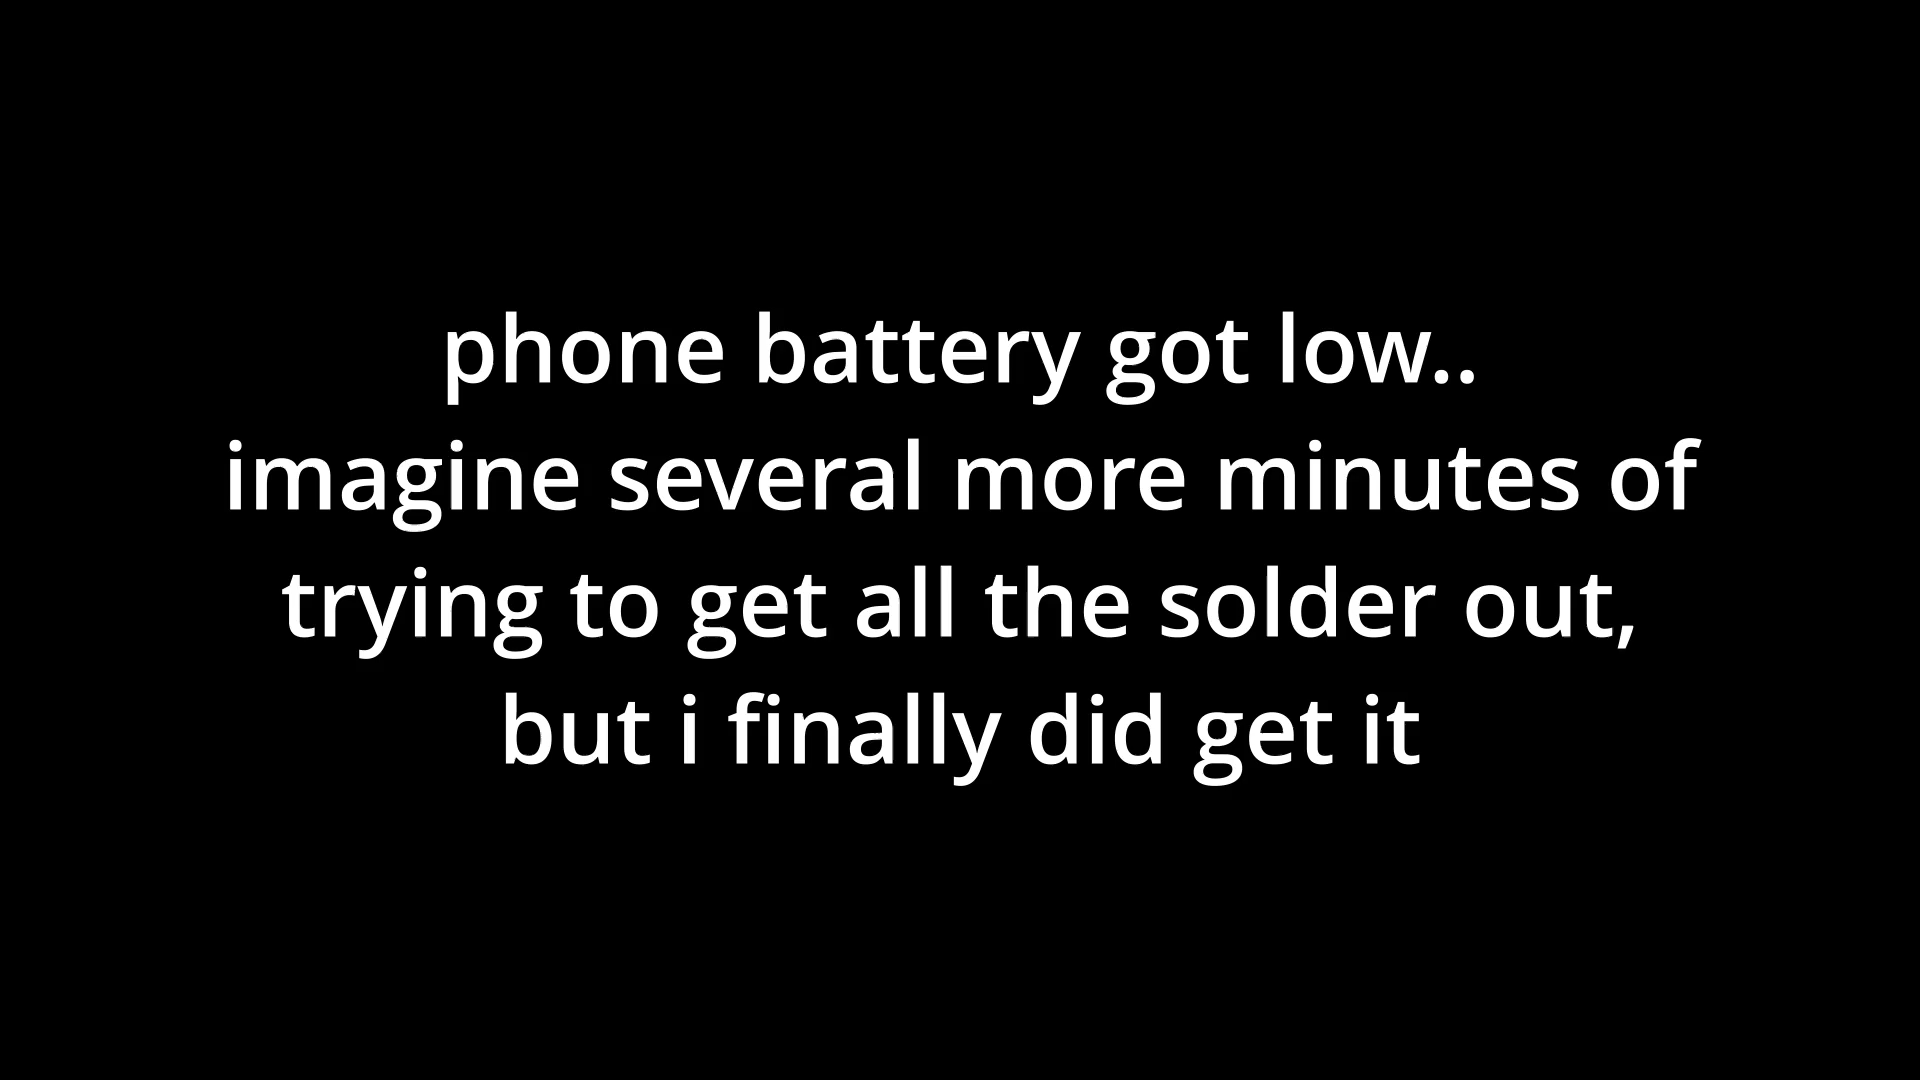 phone battery got low..
imagine several more minutes of
trying to get all the solder out,
but i finally did get it